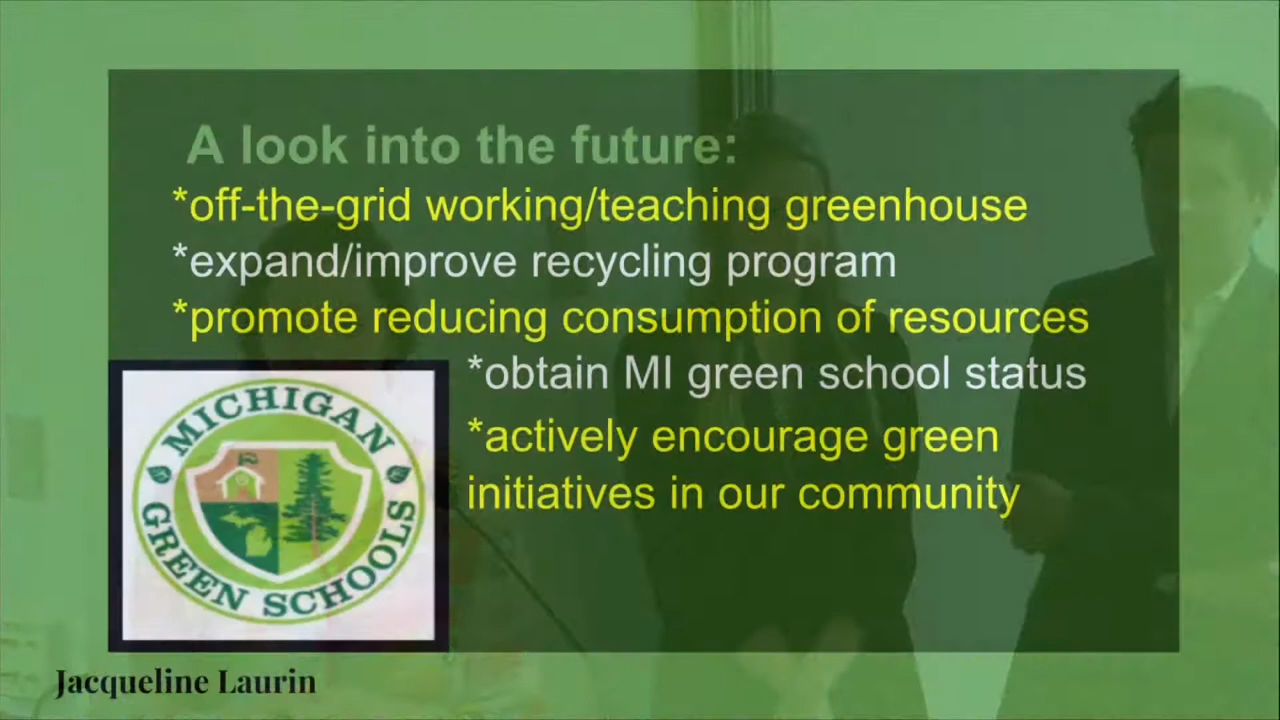 A look into the future:
*off-the-grid working/teaching greenhouse
*expand/improve recycling program
*promote reducing consumption of resources
*obtain MI green school status
*actively encourage green
initiatives in our community
MICHIGAN
GREEN SCHOOLS
Jacqueline Laurin